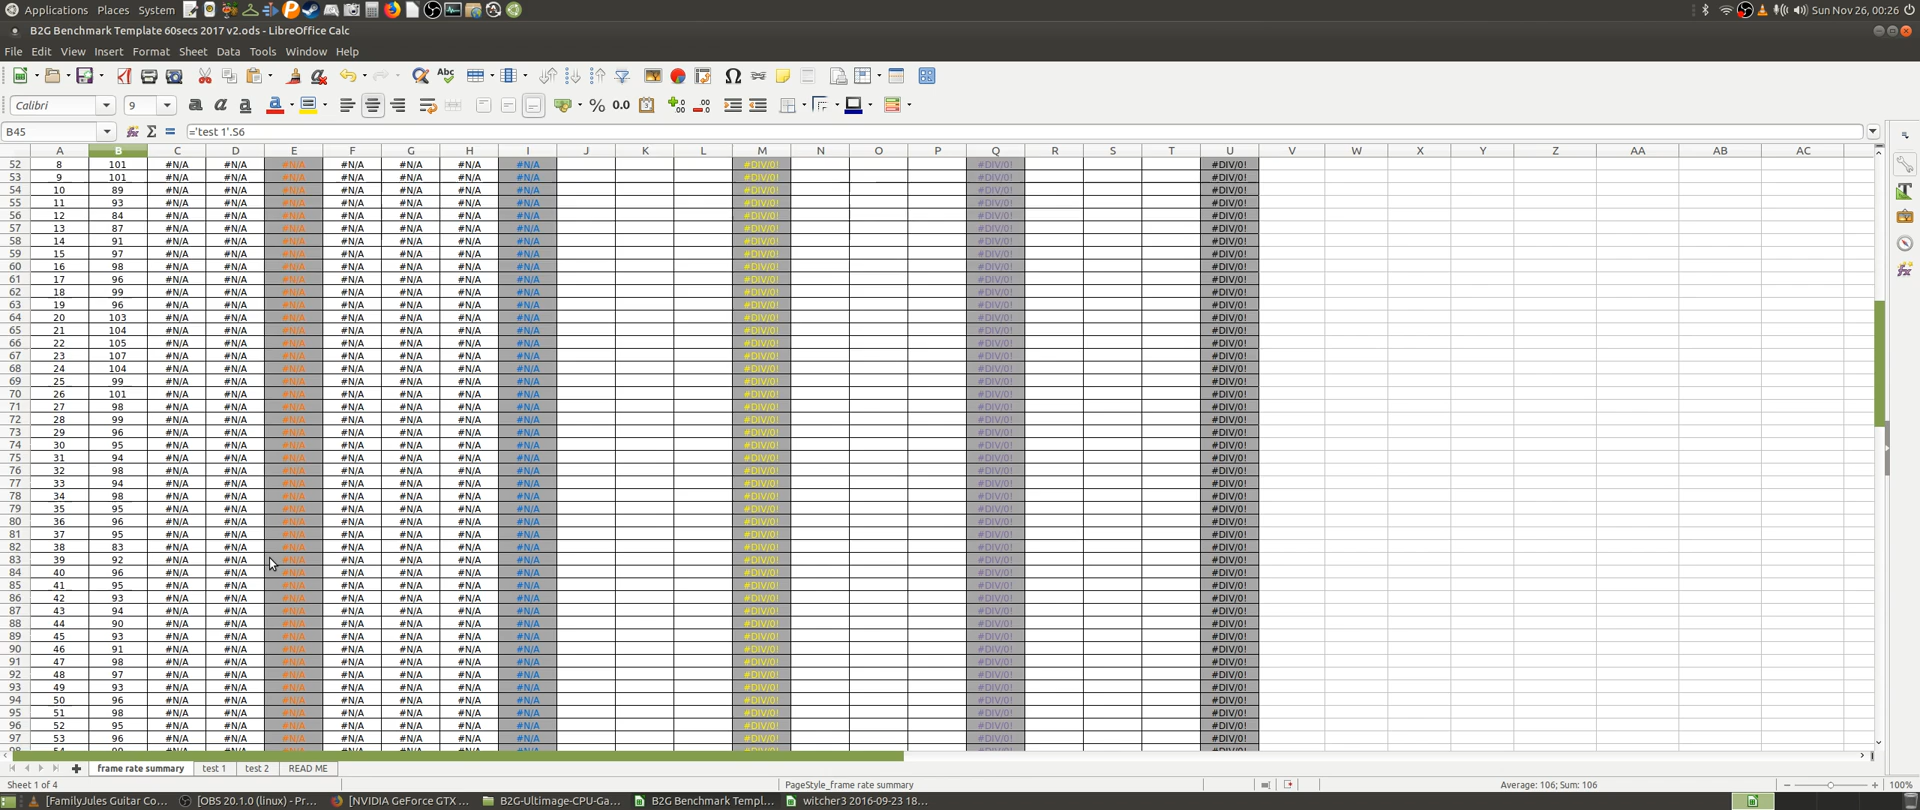 Applications Places System Sun Nov 26, 00:26
B2G Benchmark Template 60secs 2017 v2.ods - LibreOffice Calc
File Edit View Insert Format Sheet Data Tools Window Help
Calibri 9
B45 ='test 1'.S6
A B C D E F G H I J K L M N O P Q R S T U V W X Y Z AA AB AC
52 8 101 #N/A #N/A #N/A #N/A #N/A #N/A #N/A #DIV/0! #DIV/0! #DIV/0!
53 9 101 #N/A #N/A #N/A #N/A #N/A #N/A #N/A #DIV/0! #DIV/0! #DIV/0!
54 10 89 #N/A #N/A #N/A #N/A #N/A #N/A #N/A #DIV/0! #DIV/0! #DIV/0!
55 11 93 #N/A #N/A #N/A #N/A #N/A #N/A #N/A #DIV/0! #DIV/0! #DIV/0!
56 12 84 #N/A #N/A #N/A #N/A #N/A #N/A #N/A #DIV/0! #DIV/0! #DIV/0!
57 13 87 #N/A #N/A #N/A #N/A #N/A #N/A #N/A #DIV/0! #DIV/0! #DIV/0!
58 14 91 #N/A #N/A #N/A #N/A #N/A #N/A #N/A #DIV/0! #DIV/0! #DIV/0!
59 15 97 #N/A #N/A #N/A #N/A #N/A #N/A #N/A #DIV/0! #DIV/0! #DIV/0!
60 16 98 #N/A #N/A #N/A #N/A #N/A #N/A #N/A #DIV/0! #DIV/0! #DIV/0!
61 17 96 #N/A #N/A #N/A #N/A #N/A #N/A #N/A #DIV/0! #DIV/0! #DIV/0!
62 18 99 #N/A #N/A #N/A #N/A #N/A #N/A #N/A #DIV/0! #DIV/0! #DIV/0!
63 19 96 #N/A #N/A #N/A #N/A #N/A #N/A #N/A #DIV/0! #DIV/0! #DIV/0!
64 20 103 #N/A #N/A #N/A #N/A #N/A #N/A #N/A #DIV/0! #DIV/0! #DIV/0!
65 21 104 #N/A #N/A #N/A #N/A #N/A #N/A #N/A #DIV/0! #DIV/0! #DIV/0!
66 22 105 #N/A #N/A #N/A #N/A #N/A #N/A #N/A #DIV/0! #DIV/0! #DIV/0!
67 23 107 #N/A #N/A #N/A #N/A #N/A #N/A #N/A #DIV/0! #DIV/0! #DIV/0!
68 24 104 #N/A #N/A #N/A #N/A #N/A #N/A #N/A #DIV/0! #DIV/0! #DIV/0!
69 25 99 #N/A #N/A #N/A #N/A #N/A #N/A #N/A #DIV/0! #DIV/0! #DIV/0!
70 26 101 #N/A #N/A #N/A #N/A #N/A #N/A #N/A #DIV/0! #DIV/0! #DIV/0!
71 27 98 #N/A #N/A #N/A #N/A #N/A #N/A #N/A #DIV/0! #DIV/0! #DIV/0!
72 28 99 #N/A #N/A #N/A #N/A #N/A #N/A #N/A #DIV/0! #DIV/0! #DIV/0!
73 29 96 #N/A #N/A #N/A #N/A #N/A #N/A #N/A #DIV/0! #DIV/0! #DIV/0!
74 30 95 #N/A #N/A #N/A #N/A #N/A #N/A #N/A #DIV/0! #DIV/0! #DIV/0!
75 31 94 #N/A #N/A #N/A #N/A #N/A #N/A #N/A #DIV/0! #DIV/0! #DIV/0!
76 32 98 #N/A #N/A #N/A #N/A #N/A #N/A #N/A #DIV/0! #DIV/0! #DIV/0!
77 33 94 #N/A #N/A #N/A #N/A #N/A #N/A #N/A #DIV/0! #DIV/0! #DIV/0!
78 34 98 #N/A #N/A #N/A #N/A #N/A #N/A #N/A #DIV/0! #DIV/0! #DIV/0!
79 35 95 #N/A #N/A #N/A #N/A #N/A #N/A #N/A #DIV/0! #DIV/0! #DIV/0!
80 36 96 #N/A #N/A #N/A #N/A #N/A #N/A #N/A #DIV/0! #DIV/0! #DIV/0!
81 37 95 #N/A #N/A #N/A #N/A #N/A #N/A #N/A #DIV/0! #DIV/0! #DIV/0!
82 38 83 #N/A #N/A #N/A #N/A #N/A #N/A #N/A #DIV/0! #DIV/0! #DIV/0!
83 39 92 #N/A #N/A #N/A #N/A #N/A #N/A #N/A #DIV/0! #DIV/0! #DIV/0!
84 40 96 #N/A #N/A #N/A #N/A #N/A #N/A #N/A #DIV/0! #DIV/0! #DIV/0!
85 41 95 #N/A #N/A #N/A #N/A #N/A #N/A #N/A #DIV/0! #DIV/0! #DIV/0!
86 42 93 #N/A #N/A #N/A #N/A #N/A #N/A #N/A #DIV/0! #DIV/0! #DIV/0!
87 43 94 #N/A #N/A #N/A #N/A #N/A #N/A #N/A #DIV/0! #DIV/0! #DIV/0!
88 44 90 #N/A #N/A #N/A #N/A #N/A #N/A #N/A #DIV/0! #DIV/0! #DIV/0!
89 45 93 #N/A #N/A #N/A #N/A #N/A #N/A #N/A #DIV/0! #DIV/0! #DIV/0!
90 46 91 #N/A #N/A #N/A #N/A #N/A #N/A #N/A #DIV/0! #DIV/0! #DIV/0!
91 47 98 #N/A #N/A #N/A #N/A #N/A #N/A #N/A #DIV/0! #DIV/0! #DIV/0!
92 48 97 #N/A #N/A #N/A #N/A #N/A #N/A #N/A #DIV/0! #DIV/0! #DIV/0!
93 49 93 #N/A #N/A #N/A #N/A #N/A #N/A #N/A #DIV/0! #DIV/0! #DIV/0!
94 50 96 #N/A #N/A #N/A #N/A #N/A #N/A #N/A #DIV/0! #DIV/0! #DIV/0!
95 51 98 #N/A #N/A #N/A #N/A #N/A #N/A #N/A #DIV/0! #DIV/0! #DIV/0!
96 52 95 #N/A #N/A #N/A #N/A #N/A #N/A #N/A #DIV/0! #DIV/0! #DIV/0!
97 53 96 #N/A #N/A #N/A #N/A #N/A #N/A #N/A #DIV/0! #DIV/0! #DIV/0!
frame rate summary test 1 test 2 READ ME
Sheet 1 of 4 PageStyle_frame rate summary Average: 106; Sum: 106 100%
[FamilyJules Guitar Co... [OBS 20.1.0 (linux) - Pr... [NVIDIA GeForce GTX ... B2G-Ultimage-CPU-Ga... B2G Benchmark Templ... witcher3 2016-09-23 18...